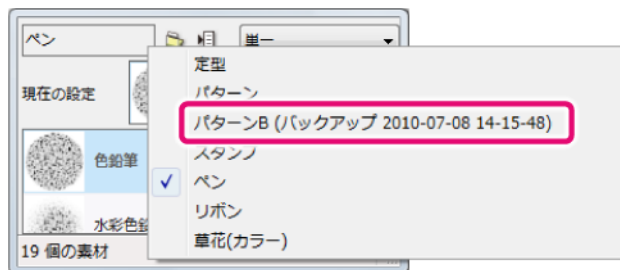 ペン
単一
現在の設定
色鉛筆
水彩色鉛
19 個の素材
定型
パターン
パターンB (バックアップ 2010-07-08 14-15-48)
スタンプ
ペン
リボン
草花(カラー)